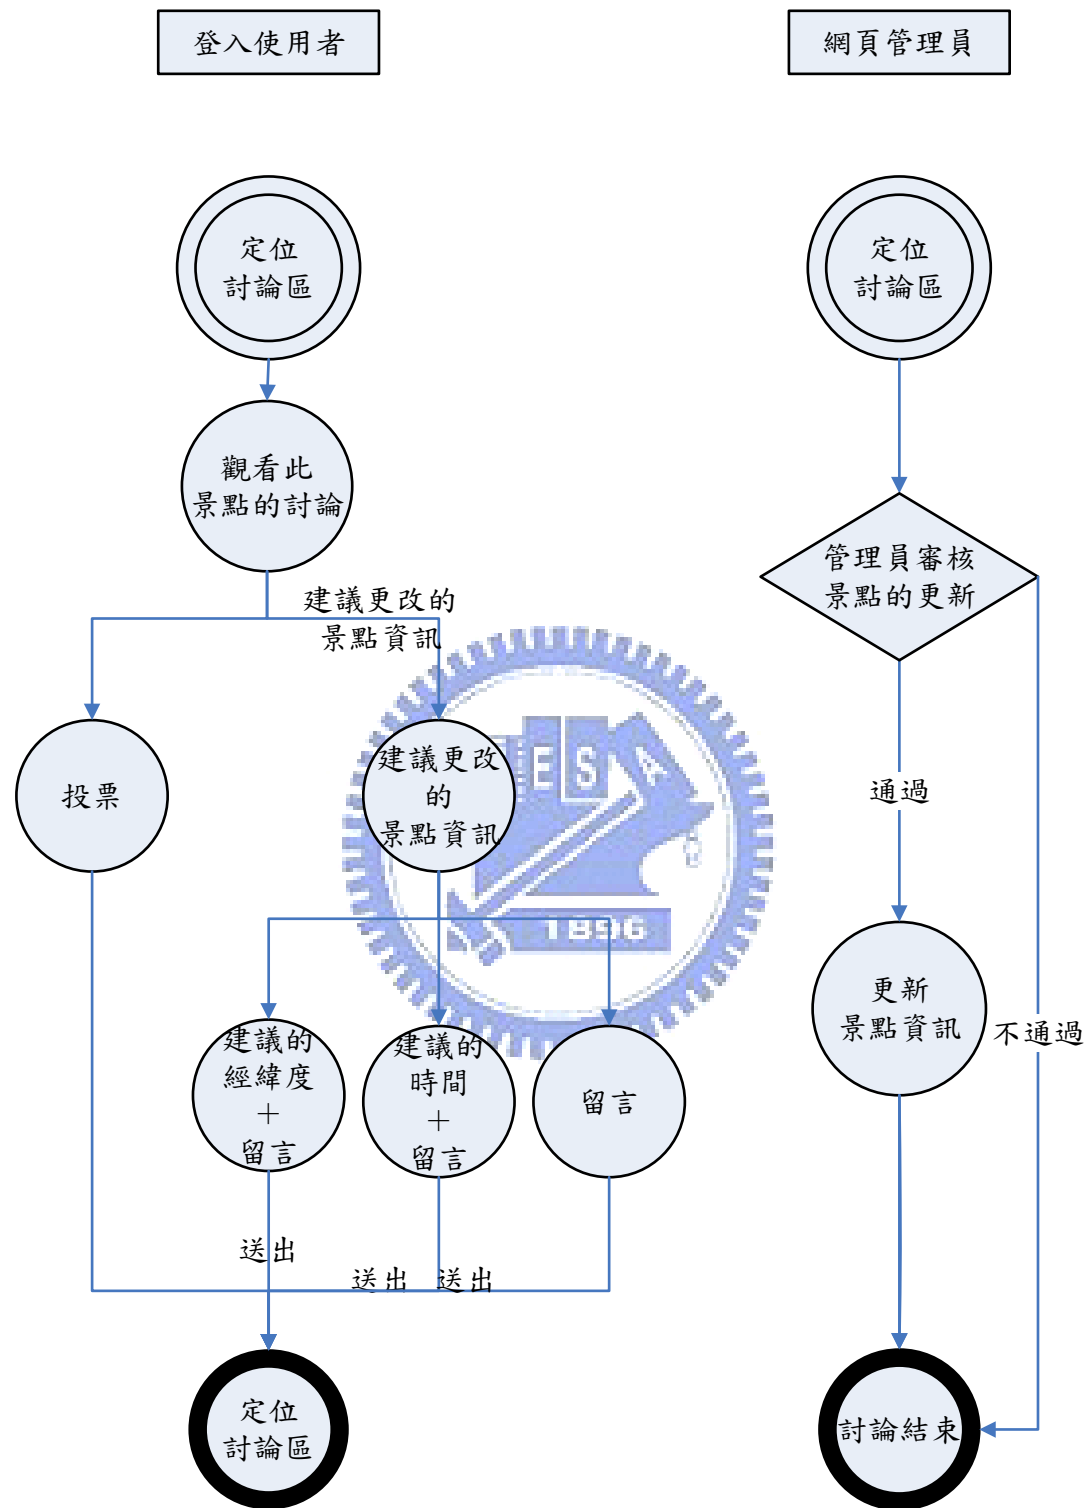 登入使用者
網頁管理員
定位
討論區
定位
討論區
觀看此
景點的討論
管理員審核
景點的更新
建議更改的
景點資訊
投票
建議更改
的
景點資訊
通過
E S A
1896
更新
景點資訊
不通過
建議的
經緯度
＋
留言
建議的
時間
＋
留言
留言
送出
送出
送出
定位
討論區
討論結束